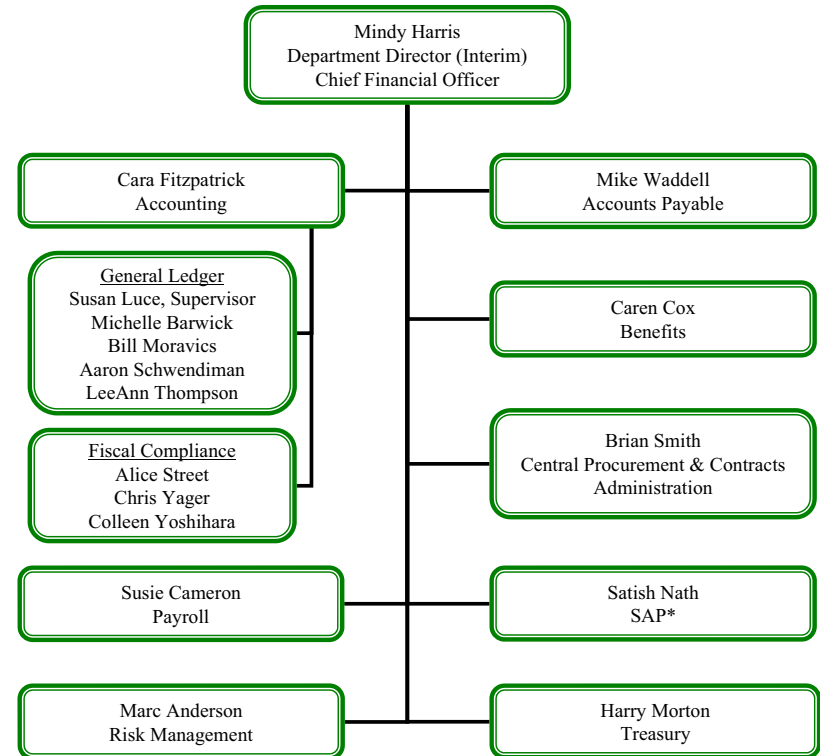 Mindy Harris
Department Director (Interim)
Chief Financial Officer
Cara Fitzpatrick
Accounting
Mike Waddell
Accounts Payable
General Ledger
Susan Luce, Supervisor
Michelle Barwick
Bill Moravics
Aaron Schwendiman
LeeAnn Thompson
Caren Cox
Benefits
Fiscal Compliance
Alice Street
Chris Yager
Colleen Yoshihara
Brian Smith
Central Procurement & Contracts
Administration
Susie Cameron
Payroll
Satish Nath
SAP*
Marc Anderson
Risk Management
Harry Morton
Treasury